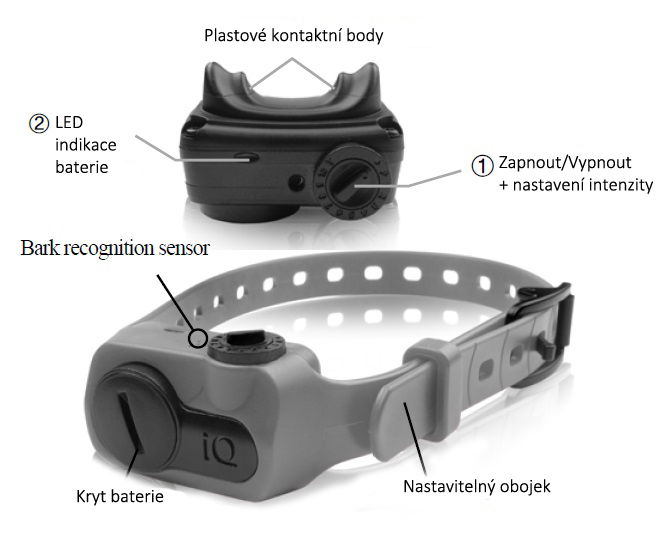 Plastové kontaktní body
② LED
indikace
baterie
① Zapnout/Vypnout
+ nastavení intenzity
Bark recognition sensor
iQ
Kryt baterie
Nastavitelný obojek